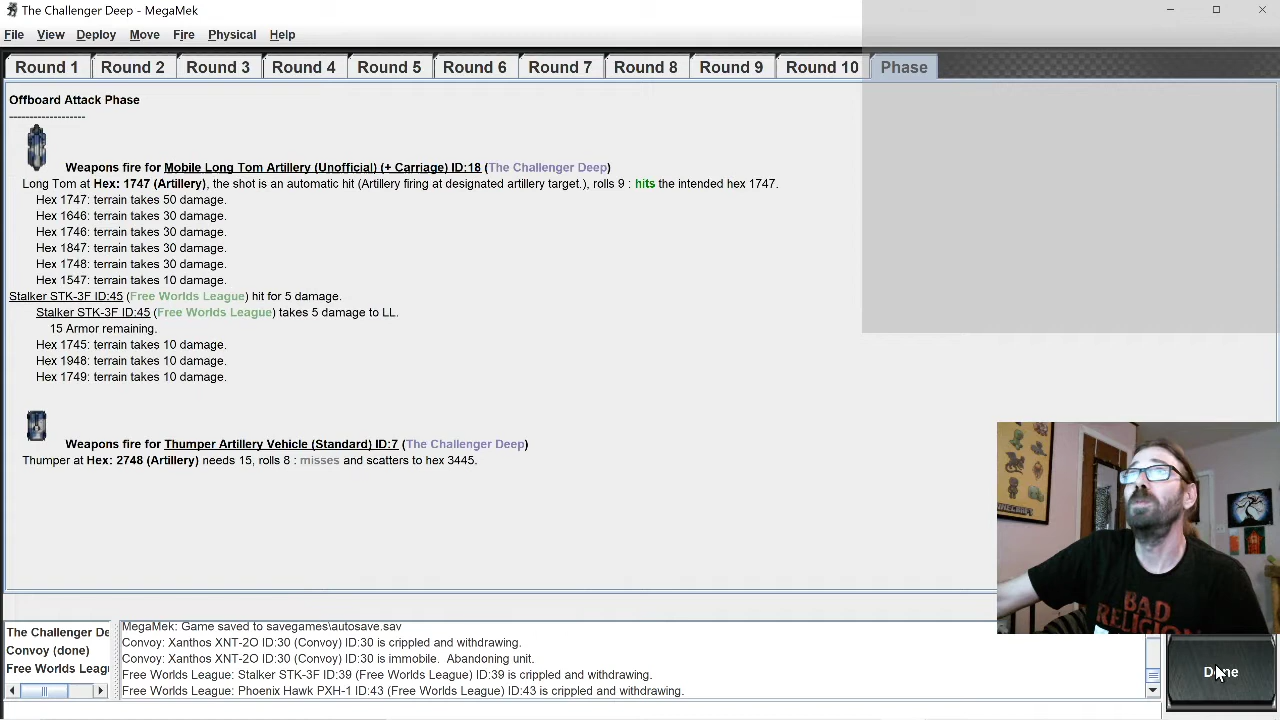 The Challenger Deep - MegaMek
File View Deploy Move Fire Physical Help
Round 1 Round 2 Round 3 Round 4 Round 5 Round 6 Round 7 Round 8 Round 9 Round 10 Phase
Offboard Attack Phase
-------------------
Weapons fire for Mobile Long Tom Artillery (Unofficial) (+ Carriage) ID:18 (The Challenger Deep)
Long Tom at Hex: 1747 (Artillery), the shot is an automatic hit (Artillery firing at designated artillery target.), rolls 9 : hits the intended hex 1747.
Hex 1747: terrain takes 50 damage.
Hex 1646: terrain takes 30 damage.
Hex 1746: terrain takes 30 damage.
Hex 1847: terrain takes 30 damage.
Hex 1748: terrain takes 30 damage.
Hex 1547: terrain takes 10 damage.
Stalker STK-3F ID:45 (Free Worlds League) hit for 5 damage.
Stalker STK-3F ID:45 (Free Worlds League) takes 5 damage to LL.
15 Armor remaining.
Hex 1745: terrain takes 10 damage.
Hex 1948: terrain takes 10 damage.
Hex 1749: terrain takes 10 damage.
Weapons fire for Thumper Artillery Vehicle (Standard) ID:7 (The Challenger Deep)
Thumper at Hex: 2748 (Artillery) needs 15, rolls 8 : misses and scatters to hex 3445.
MINECRAFT
BAD
RELIGION
The Challenger De
Convoy (done)
Free Worlds Leagu
MegaMek: Game saved to savegames\autosave.sav
Convoy: Xanthos XNT-2O ID:30 (Convoy) ID:30 is crippled and withdrawing.
Convoy: Xanthos XNT-2O ID:30 (Convoy) ID:30 is immobile. Abandoning unit.
Free Worlds League: Stalker STK-3F ID:39 (Free Worlds League) ID:39 is crippled and withdrawing.
Free Worlds League: Phoenix Hawk PXH-1 ID:43 (Free Worlds League) ID:43 is crippled and withdrawing.
Done